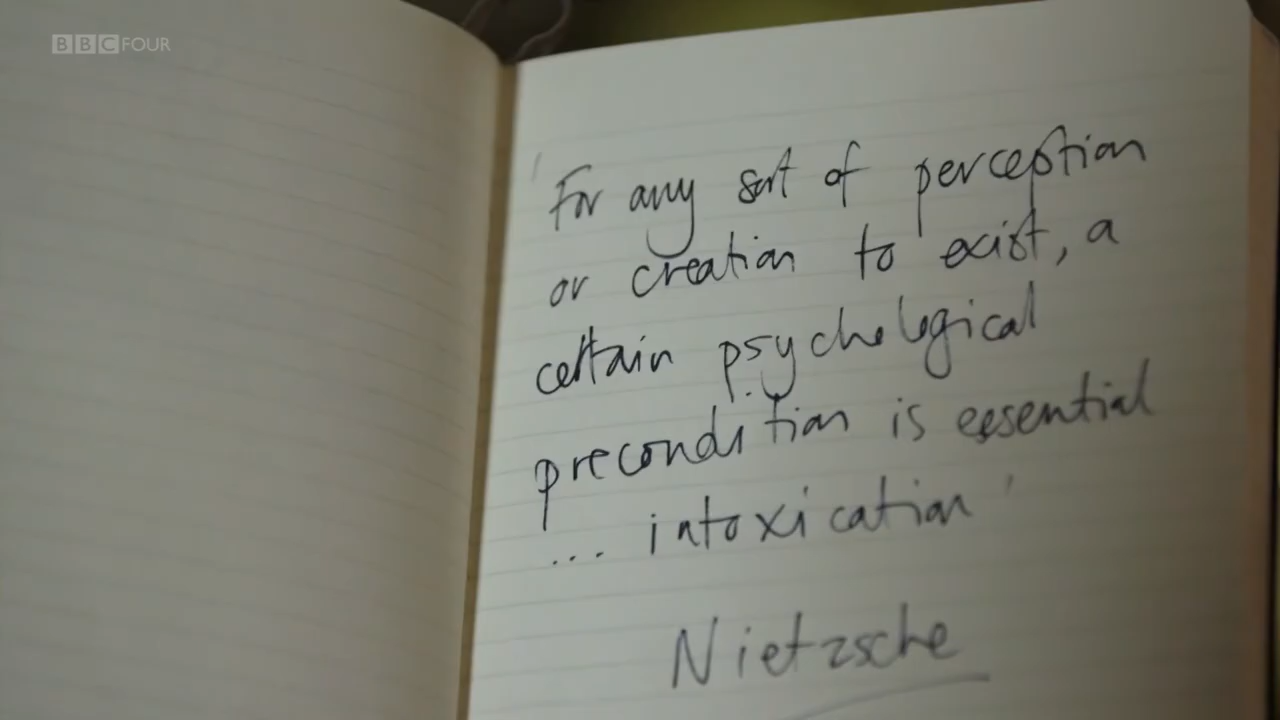 BBC FOUR
'For any sort of perception
or creation to exist, a
certain psychological
precondition is essential
... intoxication'
Nietzsche